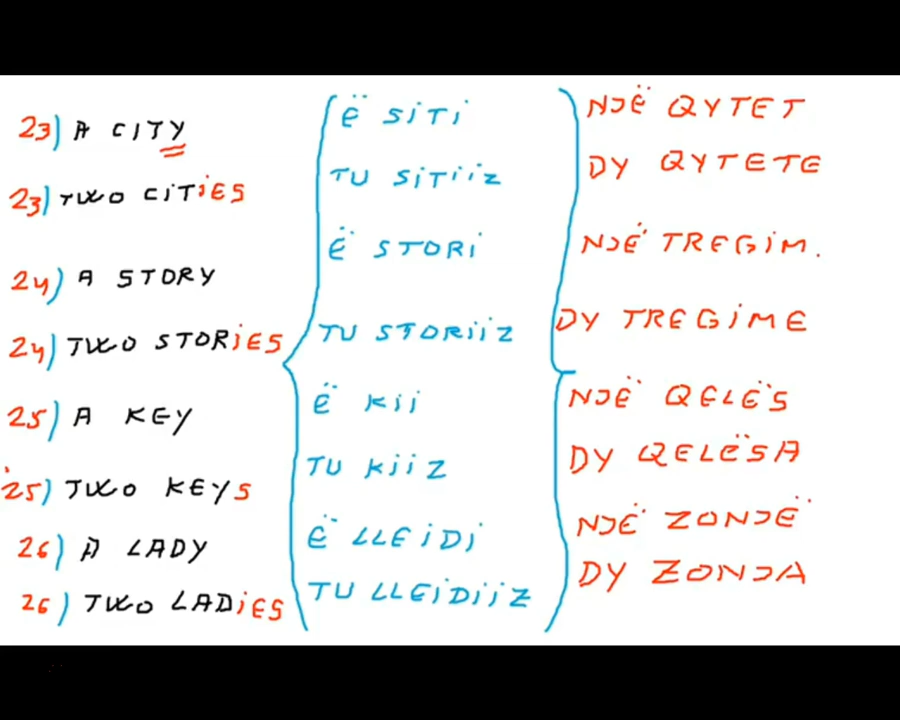 23) A CITY Ë SiTi NJË QYTET
23) TWO CITiES TU SiTiiZ DY QYTETE
24) A STORY Ë STORi NJË TREGiM.
24) TWO STORiES TU STORiiZ DY TREGiME
25) A KEY Ë Kii NJË QELËS
25) TWO KEYS TU KiiZ DY QELËSA
26) A LADY Ë LLEiDi NJË ZONJË
26) TWO LADiES TU LLEiDiiZ DY ZONJA